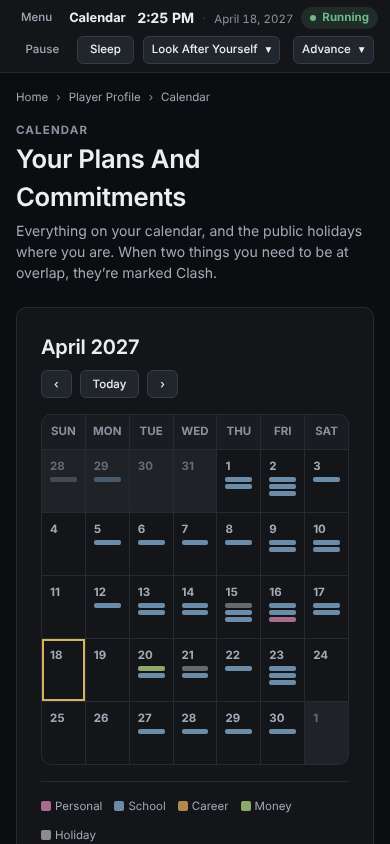 Menu Calendar 2:25 PM · April 18, 2027 Running
Pause Sleep Look After Yourself ▾ Advance ▾
Home › Player Profile › Calendar
CALENDAR
Your Plans And
Commitments
Everything on your calendar, and the public holidays
where you are. When two things you need to be at
overlap, they’re marked Clash.
April 2027
‹ Today ›
SUN MON TUE WED THU FRI SAT
28 29 30 31 1 2 3
4 5 6 7 8 9 10
11 12 13 14 15 16 17
18 19 20 21 22 23 24
25 26 27 28 29 30 1
Personal School Career Money
Holiday